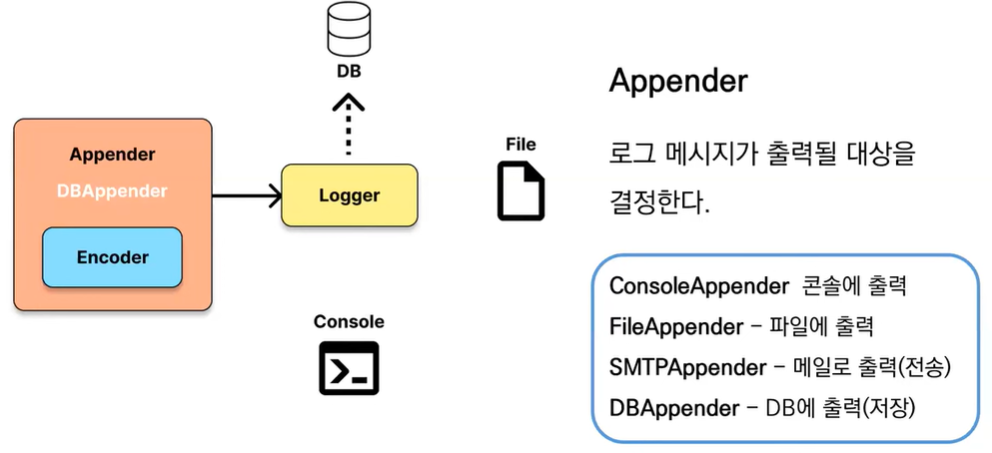 DB
Appender
DBAppender
Encoder
Logger
File
Console
Appender
로그 메시지가 출력될 대상을
결정한다.
ConsoleAppender 콘솔에 출력
FileAppender – 파일에 출력
SMTPAppender – 메일로 출력(전송)
DBAppender – DB에 출력(저장)